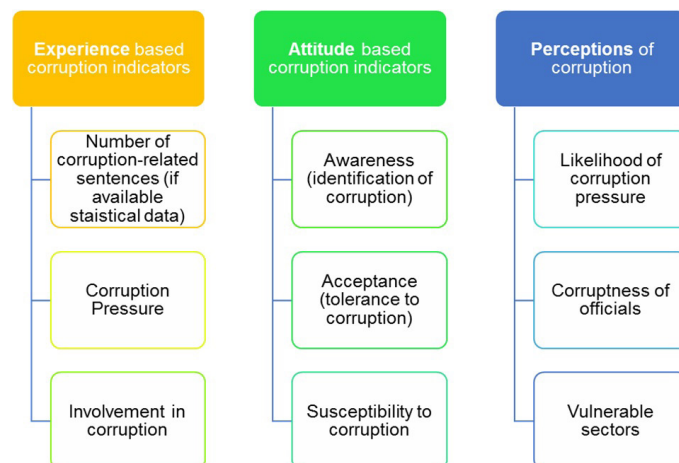 Experience based
corruption indicators
Number of
corruption-related
sentences (if
available
staistical data)
Corruption
Pressure
Involvement in
corruption
Attitude based
corruption indicators
Awareness
(identification of
corruption)
Acceptance
(tolerance to
corruption)
Susceptibility to
corruption
Perceptions of
corruption
Likelihood of
corruption
pressure
Corruptness of
officials
Vulnerable
sectors